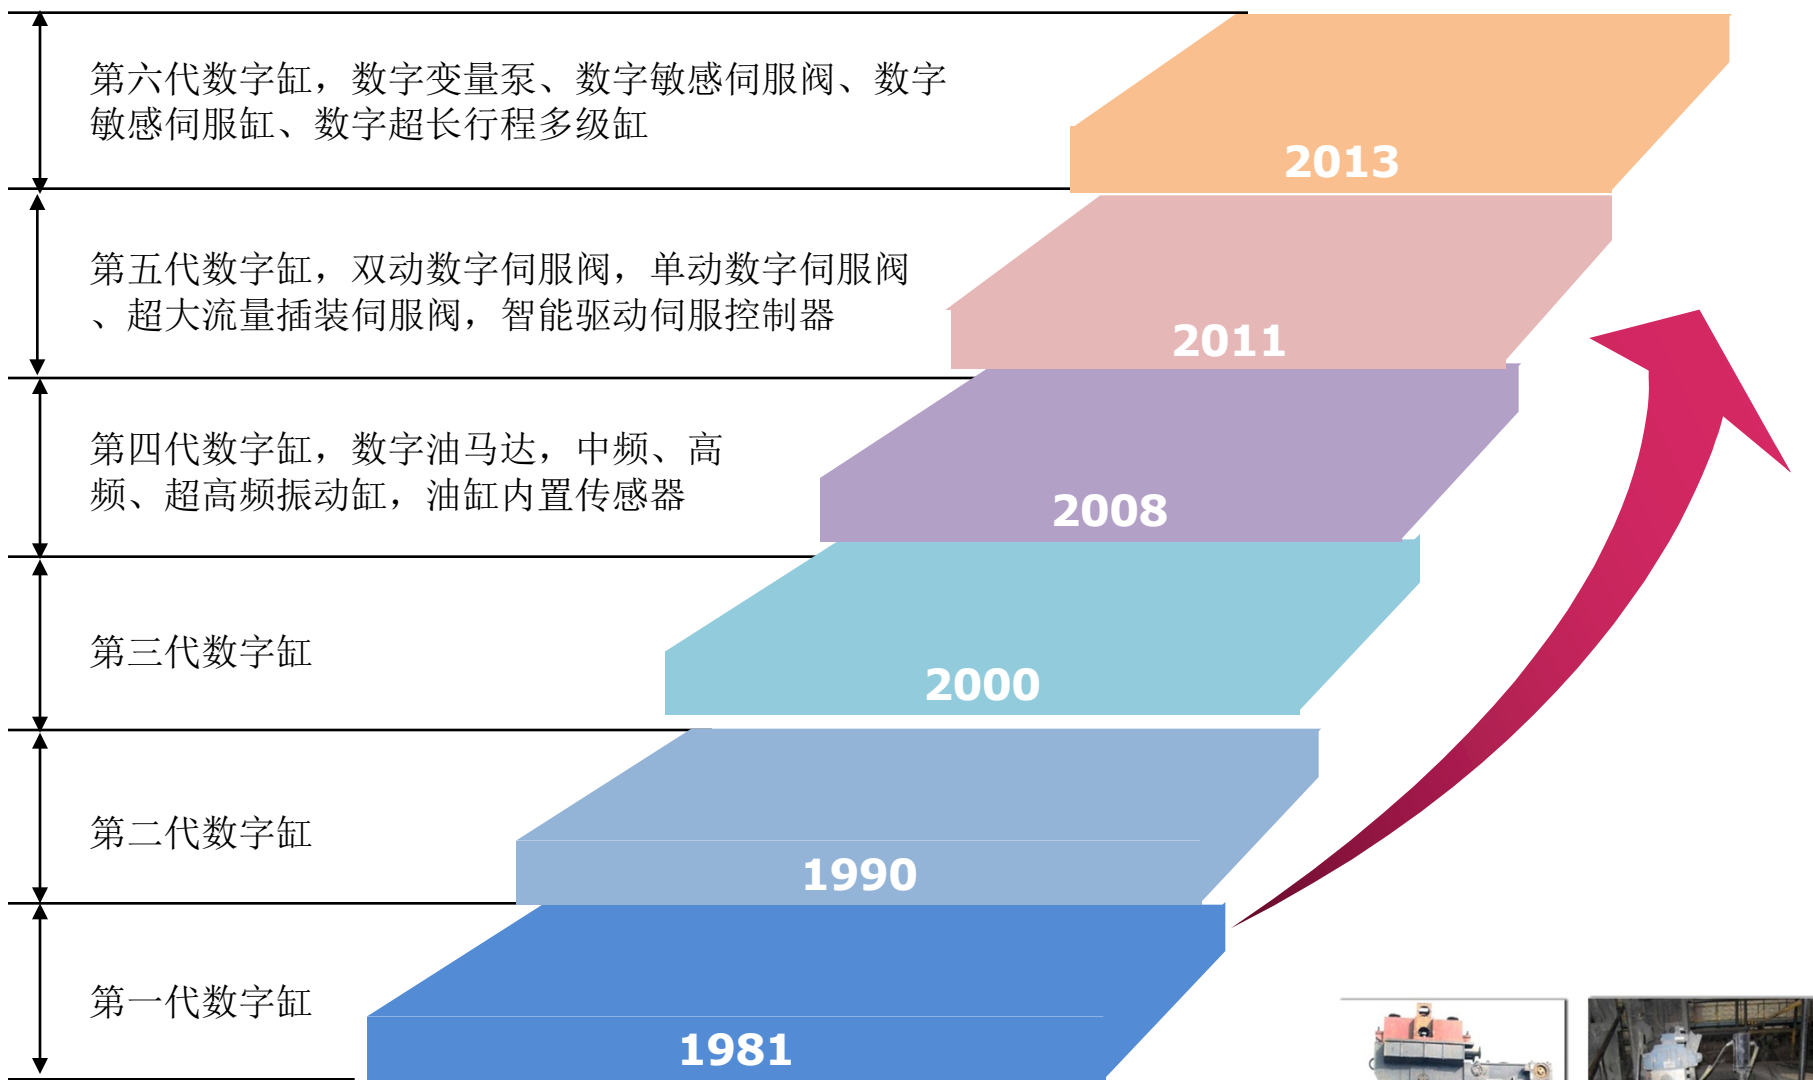 第六代数字缸，数字变量泵、数字敏感伺服阀、数字
敏感伺服缸、数字超长行程多级缸
2013
第五代数字缸，双动数字伺服阀，单动数字伺服阀
、超大流量插装伺服阀，智能驱动伺服控制器
2011
第四代数字缸，数字油马达，中频、高
频、超高频振动缸，油缸内置传感器
2008
第三代数字缸
2000
第二代数字缸
1990
第一代数字缸
1981